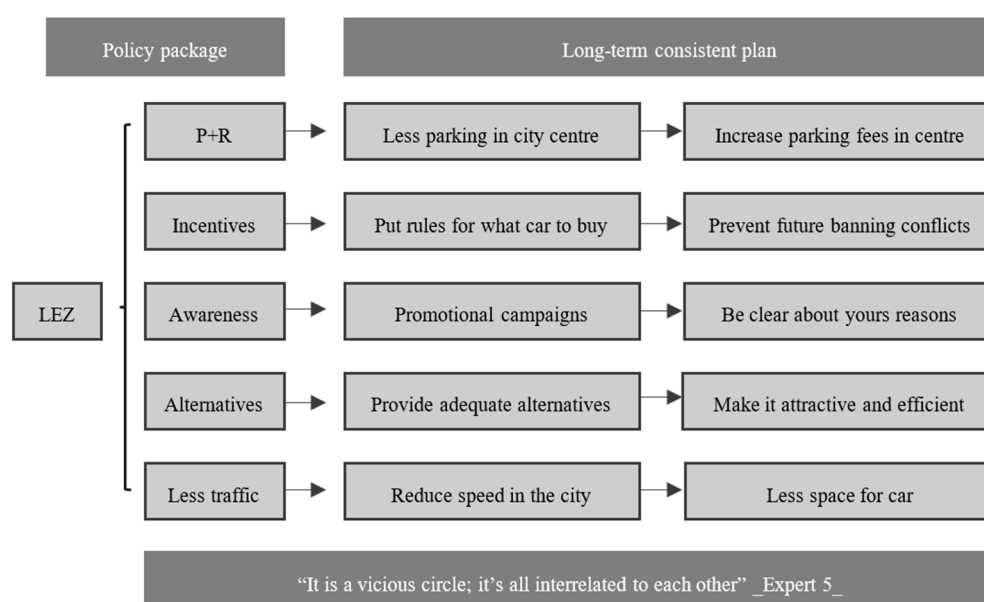 Policy package
Long-term consistent plan
P+R
Less parking in city centre
Increase parking fees in centre
Incentives
Put rules for what car to buy
Prevent future banning conflicts
LEZ
Awareness
Promotional campaigns
Be clear about yours reasons
Alternatives
Provide adequate alternatives
Make it attractive and efficient
Less traffic
Reduce speed in the city
Less space for car
“It is a vicious circle; it’s all interrelated to each other” _Expert 5_